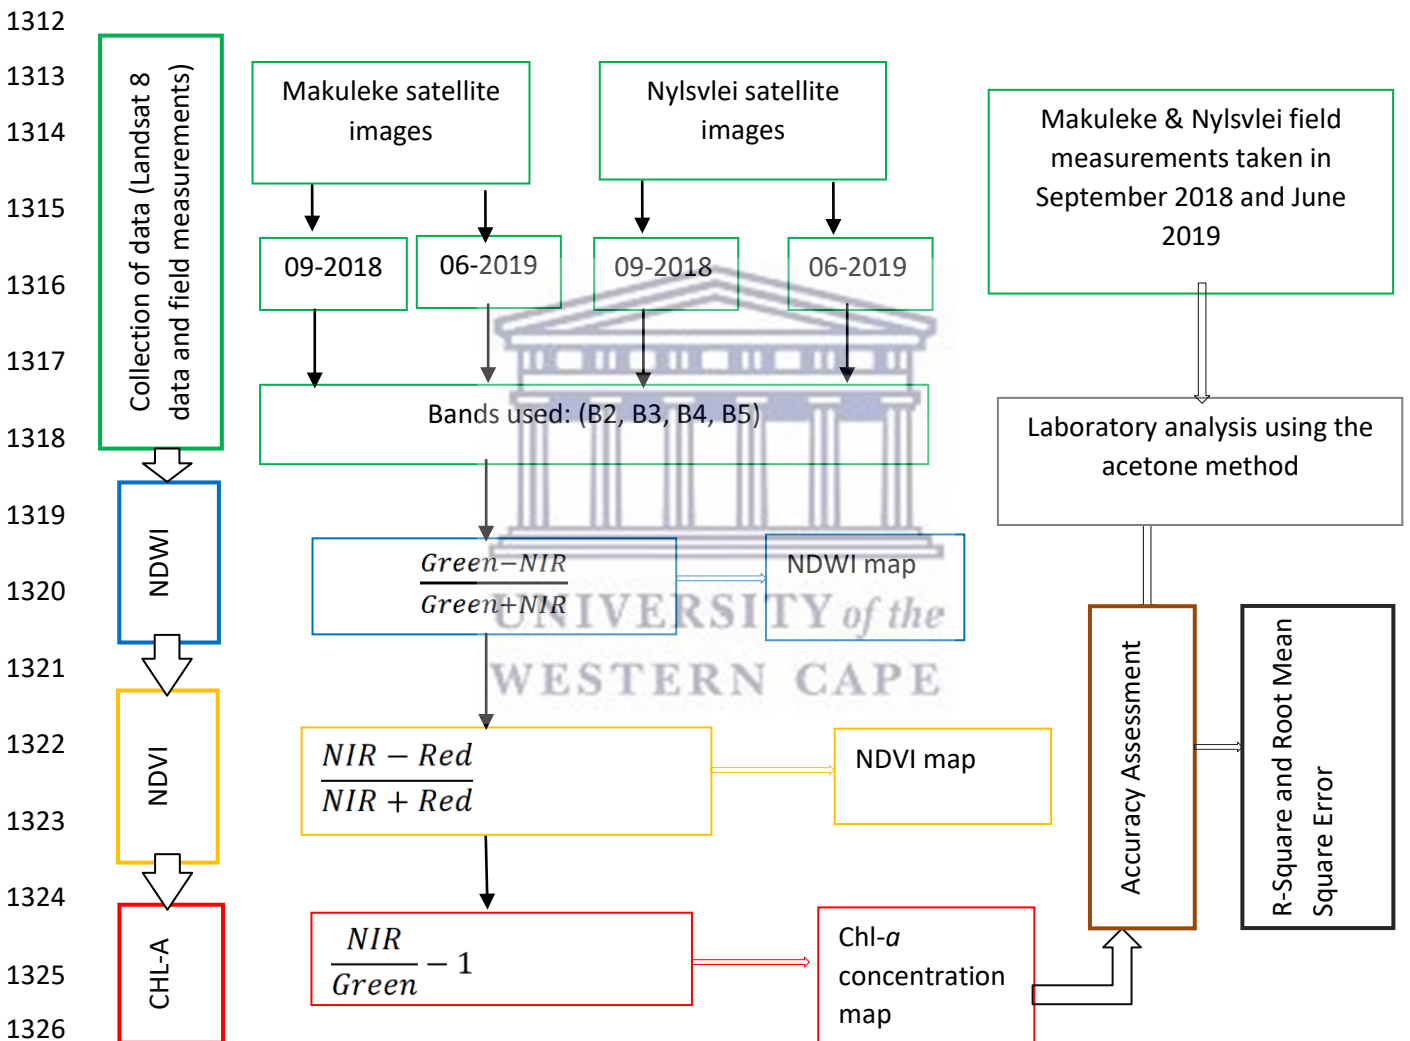 1312
1313
1314
1315
1316
1317
1318
1319
1320
1321
1322
1323
1324
1325
1326
Collection of data (Landsat 8
data and field measurements)
NDWI
NDVI
CHL-A
Makuleke satellite
images
Nylsvlei satellite
images
09-2018
06-2019
09-2018
06-2019
Bands used: (B2, B3, B4, B5)
Green−NIR
Green+NIR
NDWI map
UNIVERSITY of the
WESTERN CAPE
NIR − Red
NIR + Red
NDVI map
NIR
Green − 1
Chl-a
concentration
map
Makuleke & Nylsvlei field
measurements taken in
September 2018 and June
2019
Laboratory analysis using the
acetone method
Accuracy Assessment
R-Square and Root Mean
Square Error